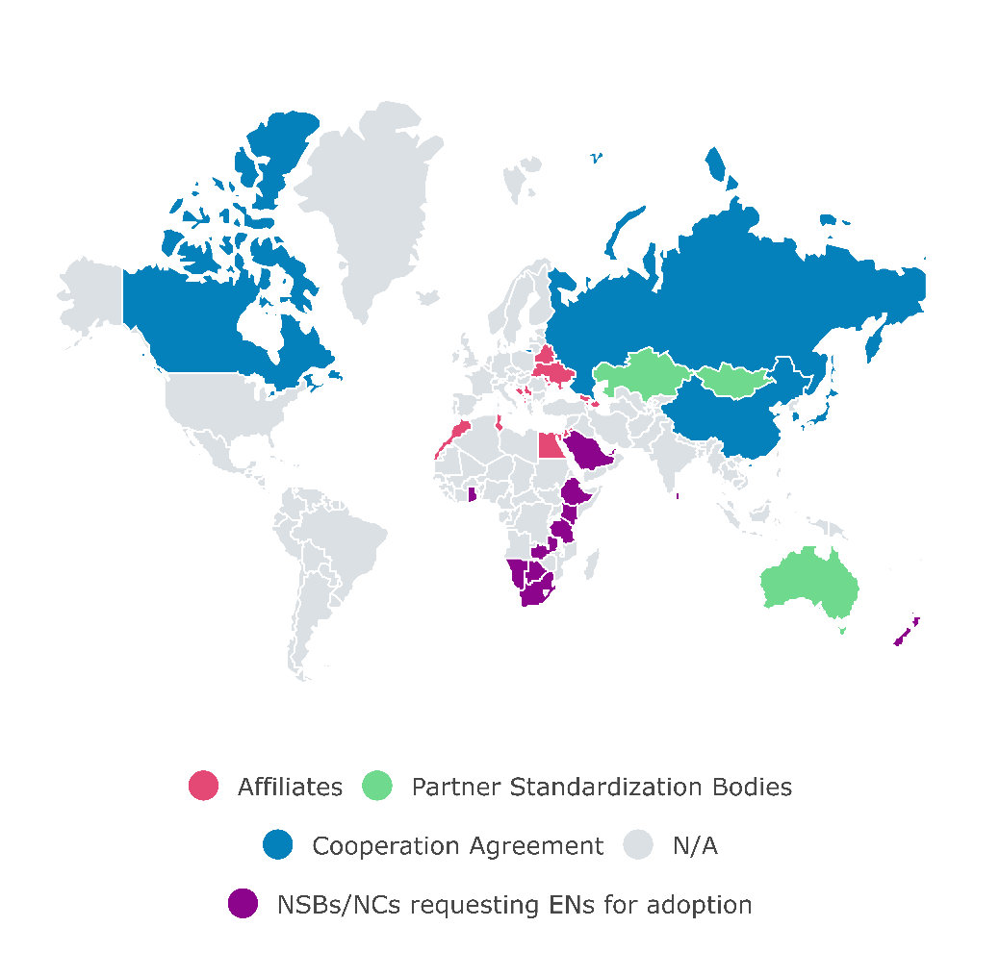 Affiliates Partner Standardization Bodies
Cooperation Agreement N/A
NSBs/NCs requesting ENs for adoption